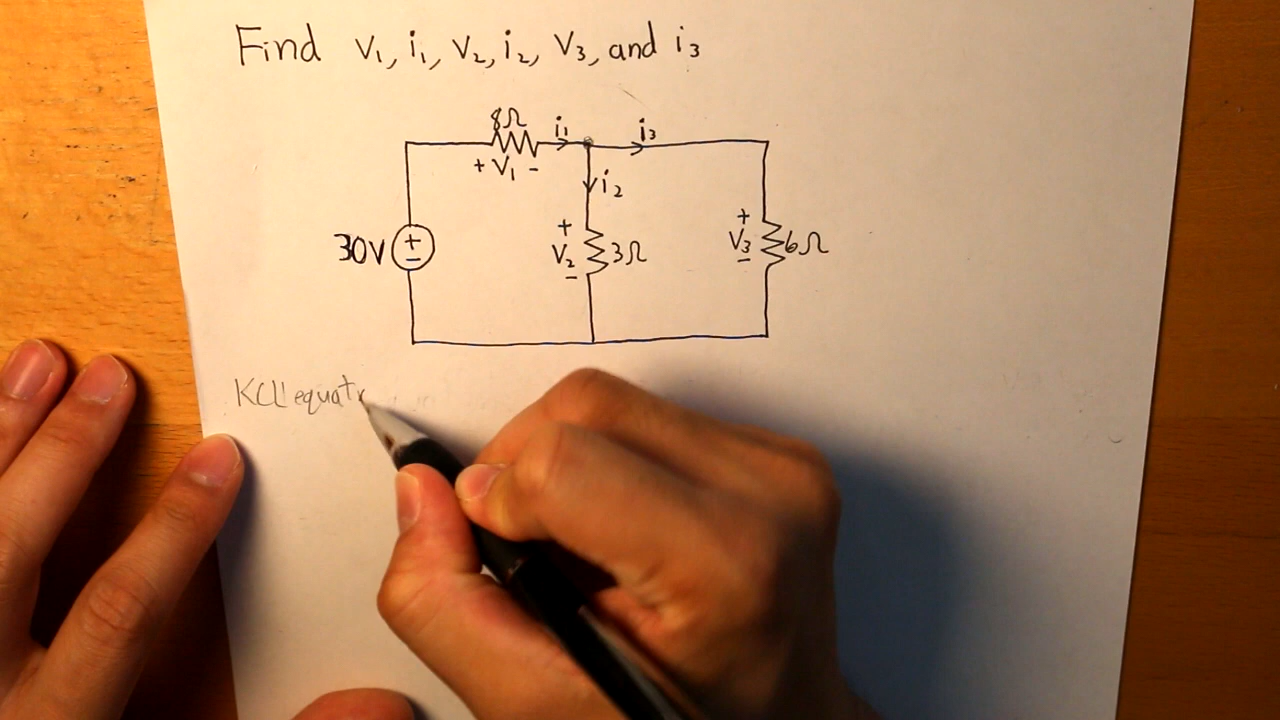 Find V₁, i₁, V₂, i₂, V₃, and i₃
8Ω i₁ i₃
+ V₁ -
i₂
30V + - + V₂ - 3Ω + V₃ - 6Ω
KCL equati